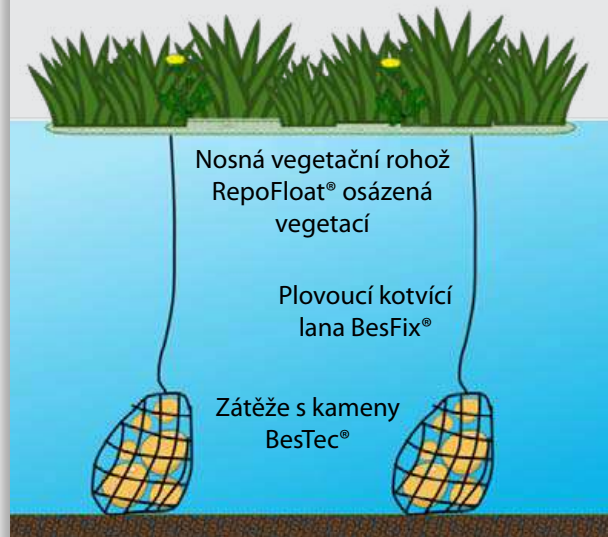 Nosná vegetační rohož
RepoFloat® osázená
vegetací
Plovoucí kotvící
lana BesFix®
Zátěže s kameny
BesTec®